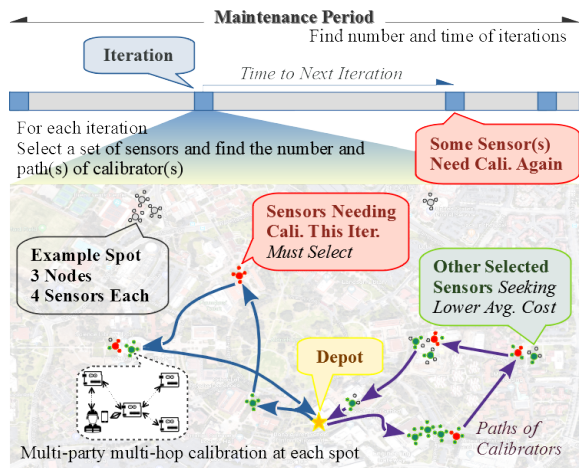 Maintenance Period
Find number and time of iterations
Iteration
Time to Next Iteration
For each iteration
Select a set of sensors and find the number and
path(s) of calibrator(s)
Some Sensor(s)
Need Cali. Again
Sensors Needing
Cali. This Iter.
Must Select
Example Spot
3 Nodes
4 Sensors Each
Other Selected
Sensors Seeking
Lower Avg. Cost
Depot
Paths of
Calibrators
Multi-party multi-hop calibration at each spot